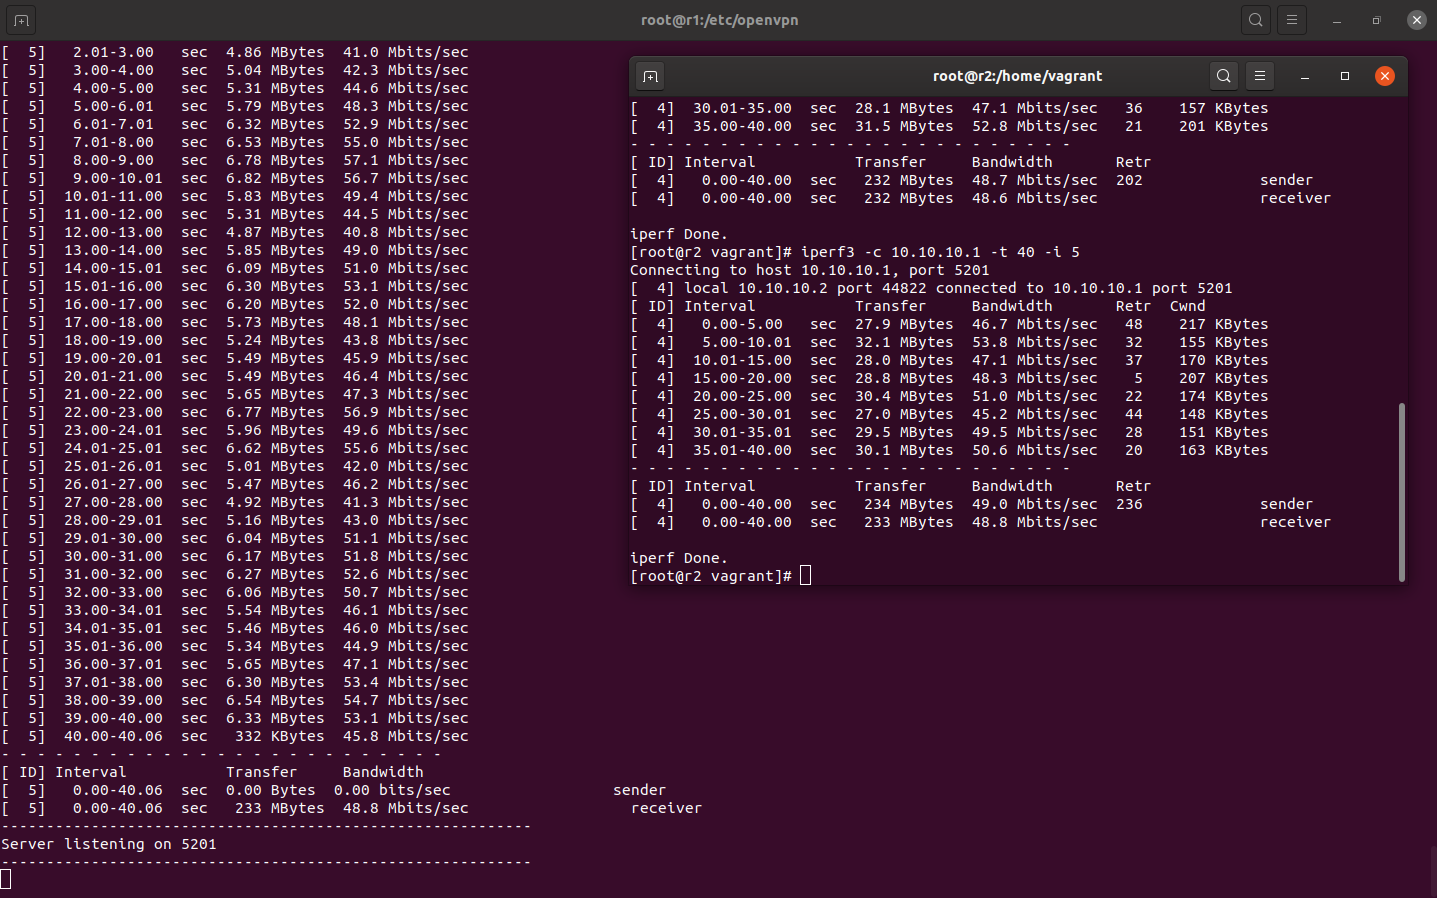 root@r1:/etc/openvpn
[  5]   2.01-3.00   sec  4.86 MBytes  41.0 Mbits/sec
[  5]   3.00-4.00   sec  5.04 MBytes  42.3 Mbits/sec
[  5]   4.00-5.00   sec  5.31 MBytes  44.6 Mbits/sec
[  5]   5.00-6.01   sec  5.79 MBytes  48.3 Mbits/sec
[  5]   6.01-7.01   sec  6.32 MBytes  52.9 Mbits/sec
[  5]   7.01-8.00   sec  6.53 MBytes  55.0 Mbits/sec
[  5]   8.00-9.00   sec  6.78 MBytes  57.1 Mbits/sec
[  5]   9.00-10.01  sec  6.82 MBytes  56.7 Mbits/sec
[  5]  10.01-11.00  sec  5.83 MBytes  49.4 Mbits/sec
[  5]  11.00-12.00  sec  5.31 MBytes  44.5 Mbits/sec
[  5]  12.00-13.00  sec  4.87 MBytes  40.8 Mbits/sec
[  5]  13.00-14.00  sec  5.85 MBytes  49.0 Mbits/sec
[  5]  14.00-15.01  sec  6.09 MBytes  51.0 Mbits/sec
[  5]  15.01-16.00  sec  6.30 MBytes  53.1 Mbits/sec
[  5]  16.00-17.00  sec  6.20 MBytes  52.0 Mbits/sec
[  5]  17.00-18.00  sec  5.73 MBytes  48.1 Mbits/sec
[  5]  18.00-19.00  sec  5.24 MBytes  43.8 Mbits/sec
[  5]  19.00-20.01  sec  5.49 MBytes  45.9 Mbits/sec
[  5]  20.01-21.00  sec  5.49 MBytes  46.4 Mbits/sec
[  5]  21.00-22.00  sec  5.65 MBytes  47.3 Mbits/sec
[  5]  22.00-23.00  sec  6.77 MBytes  56.9 Mbits/sec
[  5]  23.00-24.01  sec  5.96 MBytes  49.6 Mbits/sec
[  5]  24.01-25.01  sec  6.62 MBytes  55.6 Mbits/sec
[  5]  25.01-26.01  sec  5.01 MBytes  42.0 Mbits/sec
[  5]  26.01-27.00  sec  5.47 MBytes  46.2 Mbits/sec
[  5]  27.00-28.00  sec  4.92 MBytes  41.3 Mbits/sec
[  5]  28.00-29.01  sec  5.16 MBytes  43.0 Mbits/sec
[  5]  29.01-30.00  sec  6.04 MBytes  51.1 Mbits/sec
[  5]  30.00-31.00  sec  6.17 MBytes  51.8 Mbits/sec
[  5]  31.00-32.00  sec  6.27 MBytes  52.6 Mbits/sec
[  5]  32.00-33.00  sec  6.06 MBytes  50.7 Mbits/sec
[  5]  33.00-34.01  sec  5.54 MBytes  46.1 Mbits/sec
[  5]  34.01-35.01  sec  5.46 MBytes  46.0 Mbits/sec
[  5]  35.01-36.00  sec  5.34 MBytes  44.9 Mbits/sec
[  5]  36.00-37.01  sec  5.65 MBytes  47.1 Mbits/sec
[  5]  37.01-38.00  sec  6.30 MBytes  53.4 Mbits/sec
[  5]  38.00-39.00  sec  6.54 MBytes  54.7 Mbits/sec
[  5]  39.00-40.00  sec  6.33 MBytes  53.1 Mbits/sec
[  5]  40.00-40.06  sec   332 KBytes  45.8 Mbits/sec
- - - - - - - - - - - - - - - - - - - - - - - - -
[ ID] Interval           Transfer     Bandwidth
[  5]   0.00-40.06  sec  0.00 Bytes  0.00 bits/sec                  sender
[  5]   0.00-40.06  sec   233 MBytes  48.8 Mbits/sec                  receiver
-----------------------------------------------------------
Server listening on 5201
-----------------------------------------------------------
root@r2:/home/vagrant
[  4]  30.01-35.00  sec  28.1 MBytes  47.1 Mbits/sec   36    157 KBytes
[  4]  35.00-40.00  sec  31.5 MBytes  52.8 Mbits/sec   21    201 KBytes
- - - - - - - - - - - - - - - - - - - - - - - - -
[ ID] Interval           Transfer     Bandwidth       Retr
[  4]   0.00-40.00  sec   232 MBytes  48.7 Mbits/sec  202             sender
[  4]   0.00-40.00  sec   232 MBytes  48.6 Mbits/sec                  receiver
iperf Done.
[root@r2 vagrant]# iperf3 -c 10.10.10.1 -t 40 -i 5
Connecting to host 10.10.10.1, port 5201
[  4] local 10.10.10.2 port 44822 connected to 10.10.10.1 port 5201
[ ID] Interval           Transfer     Bandwidth       Retr  Cwnd
[  4]   0.00-5.00   sec  27.9 MBytes  46.7 Mbits/sec   48    217 KBytes
[  4]   5.00-10.01  sec  32.1 MBytes  53.8 Mbits/sec   32    155 KBytes
[  4]  10.01-15.00  sec  28.0 MBytes  47.1 Mbits/sec   37    170 KBytes
[  4]  15.00-20.00  sec  28.8 MBytes  48.3 Mbits/sec    5    207 KBytes
[  4]  20.00-25.00  sec  30.4 MBytes  51.0 Mbits/sec   22    174 KBytes
[  4]  25.00-30.01  sec  27.0 MBytes  45.2 Mbits/sec   44    148 KBytes
[  4]  30.01-35.01  sec  29.5 MBytes  49.5 Mbits/sec   28    151 KBytes
[  4]  35.01-40.00  sec  30.1 MBytes  50.6 Mbits/sec   20    163 KBytes
- - - - - - - - - - - - - - - - - - - - - - - - -
[ ID] Interval           Transfer     Bandwidth       Retr
[  4]   0.00-40.00  sec   234 MBytes  49.0 Mbits/sec  236             sender
[  4]   0.00-40.00  sec   233 MBytes  48.8 Mbits/sec                  receiver
iperf Done.
[root@r2 vagrant]#